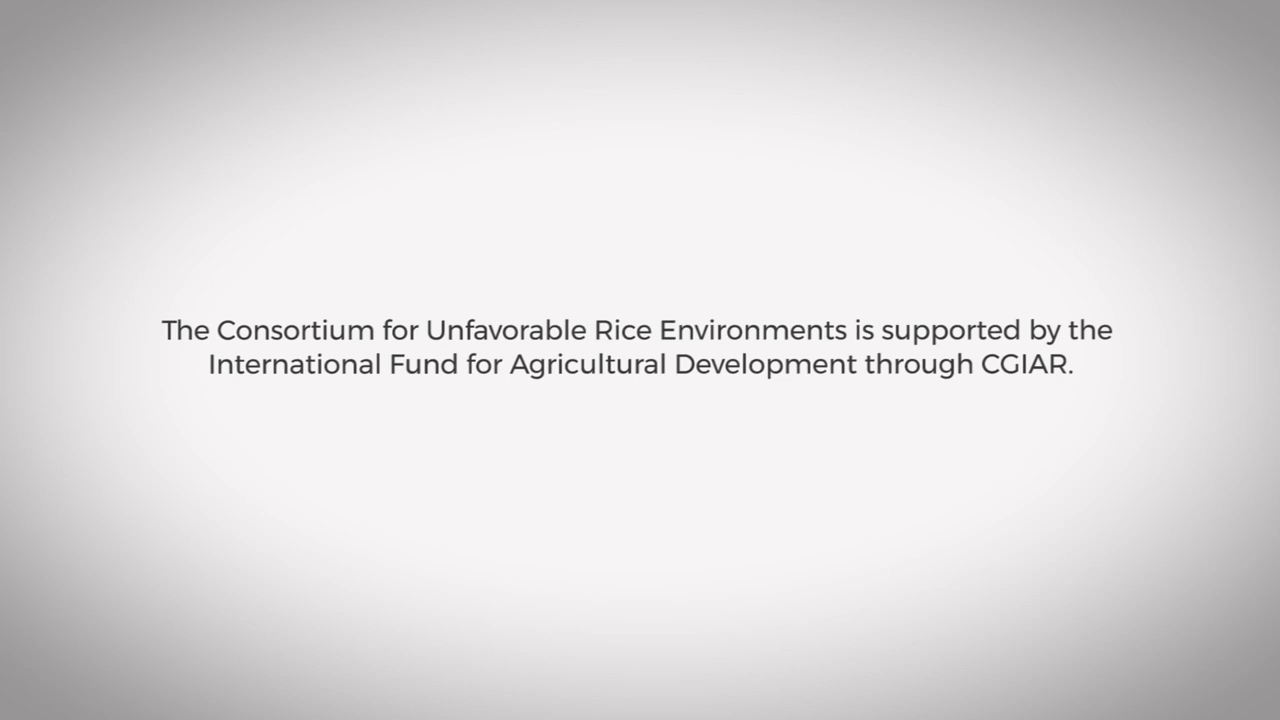 The Consortium for Unfavorable Rice Environments is supported by the
International Fund for Agricultural Development through CGIAR.